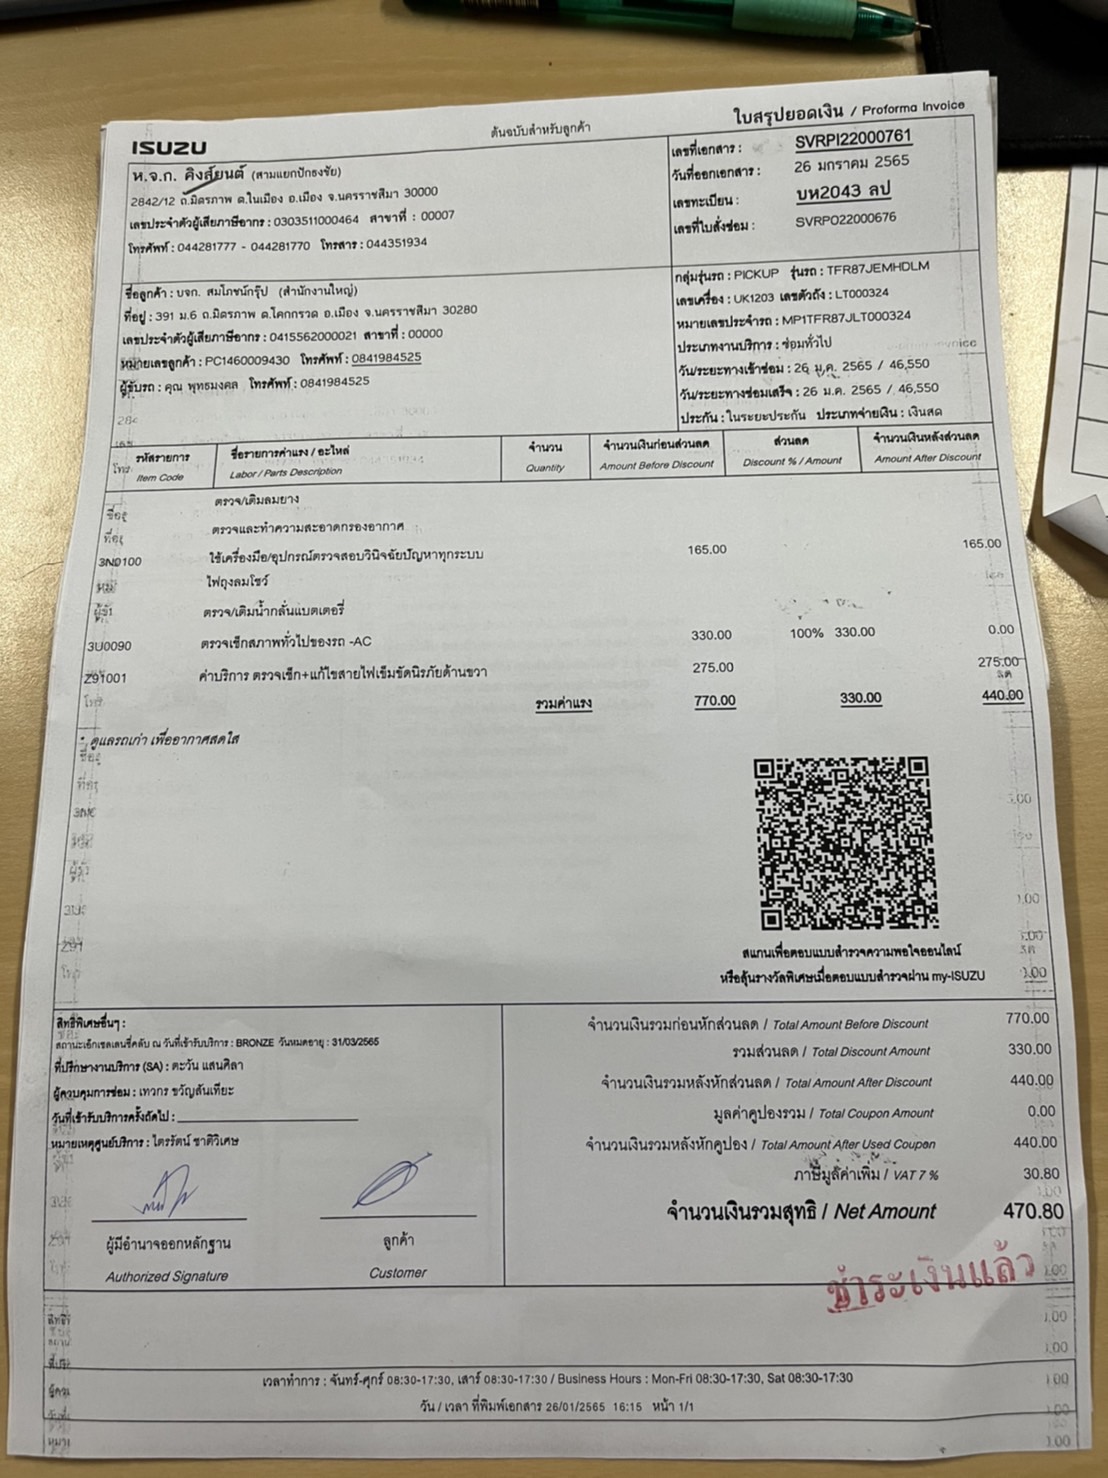 ใบสรุปยอดเงิน / Proforma Invoice
ต้นฉบับสำหรับลูกค้า
ISUZU
ห.จ.ก. คิงส์ยนต์ (สามแยกปักธงชัย)
2842/12 ถ.มิตรภาพ ต.ในเมือง อ.เมือง จ.นครราชสีมา 30000
เลขประจำตัวผู้เสียภาษีอากร : 0303511000464 สาขาที่ : 00007
โทรศัพท์ : 044281777 - 044281770 โทรสาร : 044351934
เลขที่เอกสาร : SVRPI22000761
วันที่ออกเอกสาร : 26 มกราคม 2565
เลขทะเบียน : บห2043 ลป
เลขที่ใบสั่งซ่อม : SVRPO22000676
ชื่อลูกค้า : บจก. สมโภชน์กรุ๊ป (สำนักงานใหญ่)
ที่อยู่ : 391 ม.6 ถ.มิตรภาพ ต.โคกกรวด อ.เมือง จ.นครราชสีมา 30280
เลขประจำตัวผู้เสียภาษีอากร : 0415562000021 สาขาที่ : 00000
หมายเลขลูกค้า : PC1460009430 โทรศัพท์ : 0841984525
ผู้ขับรถ : คุณ พุทธมงคล โทรศัพท์ : 0841984525
กลุ่มรุ่นรถ : PICKUP รุ่นรถ : TFR87JEMHDLM
เลขเครื่อง : UK1203 เลขตัวถัง : LT000324
หมายเลขประจำรถ : MP1TFR87JLT000324
ประเภทงานบริการ : ซ่อมทั่วไป
วัน/ระยะทางเข้าซ่อม : 26 ม.ค. 2565 / 46,550
วัน/ระยะทางซ่อมเสร็จ : 26 ม.ค. 2565 / 46,550
ประกัน : ในระยะประกัน ประเภทจ่ายเงิน : เงินสด
รหัสรายการ ชื่อรายการค่าแรง / อะไหล่ จำนวน จำนวนเงินก่อนส่วนลด ส่วนลด จำนวนเงินหลังส่วนลด
Item Code Labor / Parts Description Quantity Amount Before Discount Discount % / Amount Amount After Discount
ตรวจ/เติมลมยาง
ตรวจและทำความสะอาดกรองอากาศ
3N0100 ใช้เครื่องมือ/อุปกรณ์ตรวจสอบวินิจฉัยปัญหาทุกระบบ 165.00 165.00
ไฟถุงลมโชว์
ตรวจ/เติมน้ำกลั่นแบตเตอรี่
3U0090 ตรวจเช็กสภาพทั่วไปของรถ -AC 330.00 100% 330.00 0.00
Z91001 ค่าบริการ ตรวจเช็ก+แก้ไขสายไฟเข็มขัดนิรภัยด้านขวา 275.00 275.00
รวมค่าแรง 770.00 330.00 440.00
* ดูแลรถเก่า เพื่ออากาศสดใส
สแกนเพื่อตอบแบบสำรวจความพอใจออนไลน์
หรือลุ้นรางวัลพิเศษเมื่อตอบแบบสำรวจผ่าน my-ISUZU
สิทธิพิเศษอื่นๆ :
สถานะเอ็กเซลเลนซี่คลับ ณ วันที่เข้ารับบริการ : BRONZE วันหมดอายุ : 31/03/2565
ที่ปรึกษางานบริการ (SA) : ตะวัน แสนศิลา
ผู้ควบคุมการซ่อม : เทวกร ขวัญสันเทียะ
วันที่เข้ารับบริการครั้งถัดไป :
หมายเหตุศูนย์บริการ : ไตรรัตน์ ชาติวิเศษ
ผู้มีอำนาจออกหลักฐาน ลูกค้า
Authorized Signature Customer
จำนวนเงินรวมก่อนหักส่วนลด / Total Amount Before Discount 770.00
รวมส่วนลด / Total Discount Amount 330.00
จำนวนเงินรวมหลังหักส่วนลด / Total Amount After Discount 440.00
มูลค่าคูปองรวม / Total Coupon Amount 0.00
จำนวนเงินรวมหลังหักคูปอง / Total Amount After Used Coupon 440.00
ภาษีมูลค่าเพิ่ม / VAT 7 % 30.80
จำนวนเงินรวมสุทธิ / Net Amount 470.80
ชำระเงินแล้ว
เวลาทำการ : จันทร์-ศุกร์ 08:30-17:30, เสาร์ 08:30-17:30 / Business Hours : Mon-Fri 08:30-17:30, Sat 08:30-17:30
วัน / เวลา ที่พิมพ์เอกสาร 26/01/2565 16:15 หน้า 1/1